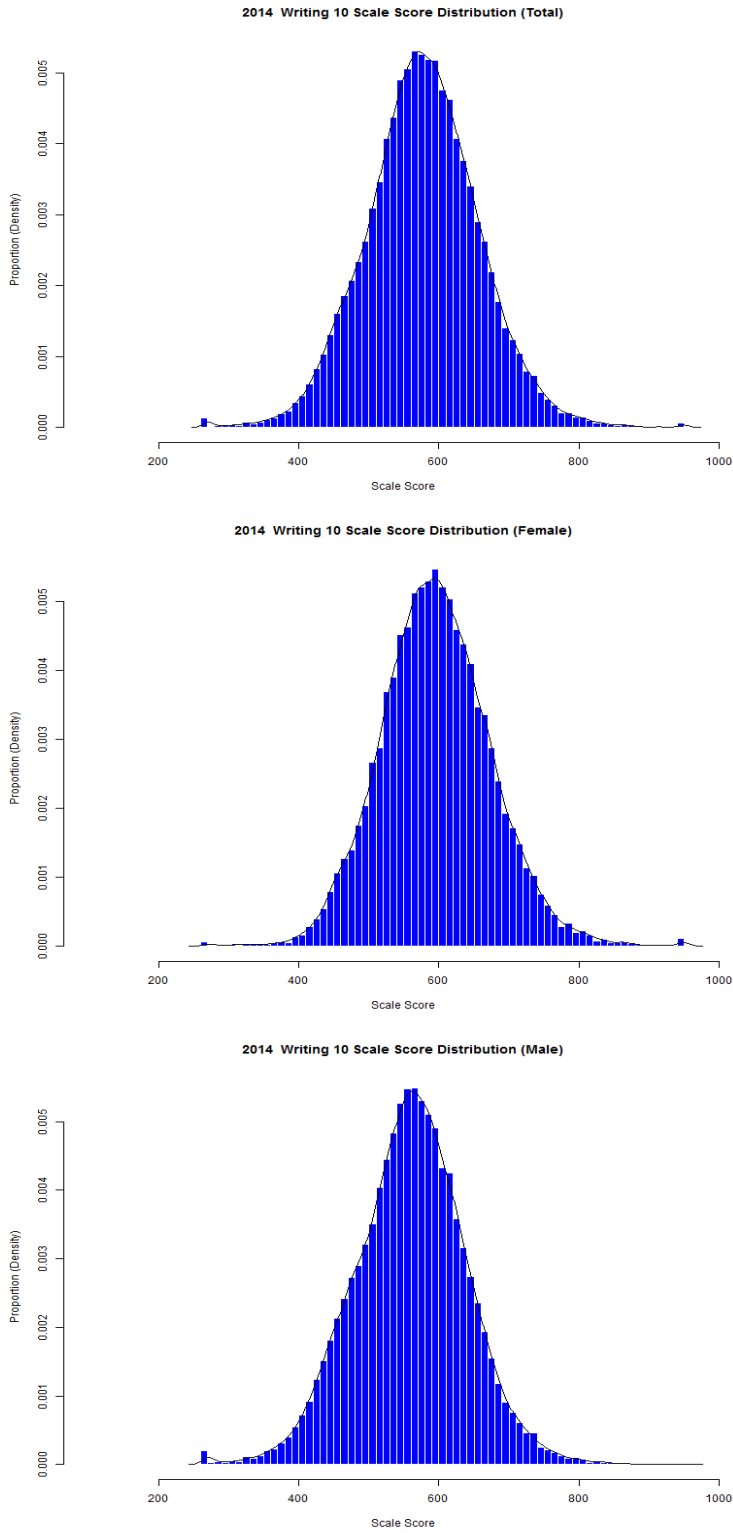 2014  Writing 10 Scale Score Distribution (Total)
Proportion (Density)
0.005
0.004
0.003
0.002
0.001
0.000
200 400 600 800 1000
Scale Score
2014  Writing 10 Scale Score Distribution (Female)
Proportion (Density)
0.005
0.004
0.003
0.002
0.001
0.000
200 400 600 800 1000
Scale Score
2014  Writing 10 Scale Score Distribution (Male)
Proportion (Density)
0.005
0.004
0.003
0.002
0.001
0.000
200 400 600 800 1000
Scale Score